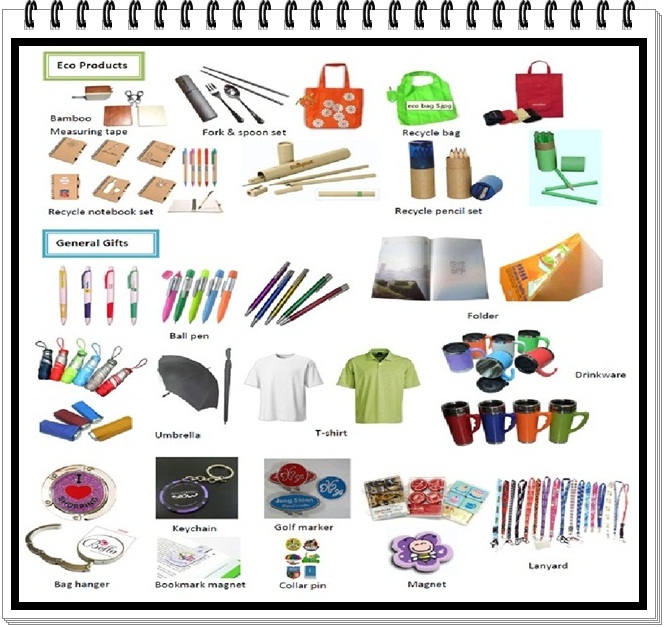 Eco Products
Bamboo
Measuring tape
Fork & spoon set
eco bag 5.jpg
Recycle bag
Recycle notebook set
Recycle pencil set
General Gifts
Ball pen
Folder
Umbrella
T-shirt
Drinkware
I
SHOPPING
Keychain
Golf marker
Lanyard
Bella
Bag hanger
Bookmark magnet
Collar pin
Magnet